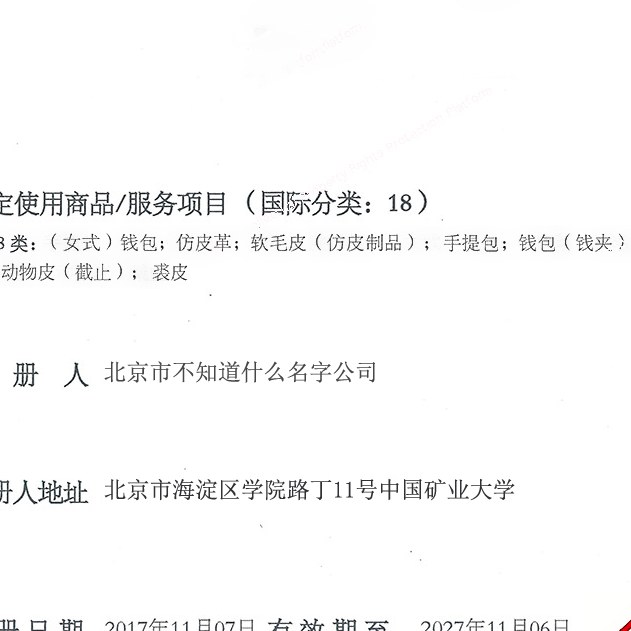 定使用商品/服务项目（国际分类：18）
8类：（女式）钱包；仿皮革；软毛皮（仿皮制品）；手提包；钱包（钱夹）
动物皮（截止）；裘皮
册 人 北京市不知道什么名字公司
册人地址 北京市海淀区学院路丁11号中国矿业大学
册日期 2017年11月07日 有效期至 2027年11月06日